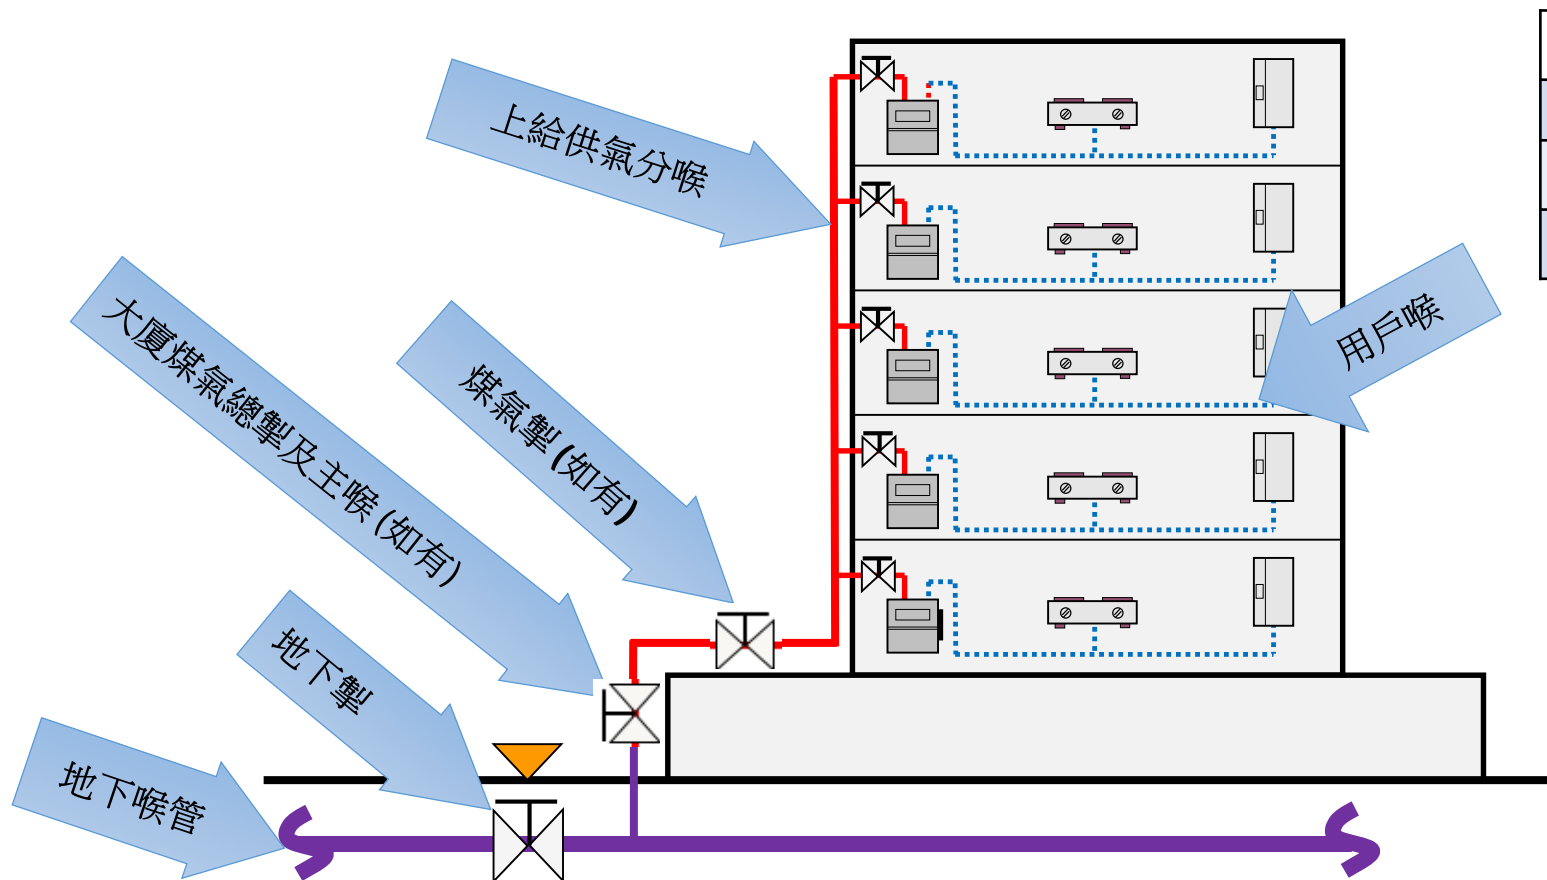 上給供氣分喉
大廈煤氣總掣及主喉(如有)
煤氣掣(如有)
用戶喉
地下掣
地下喉管